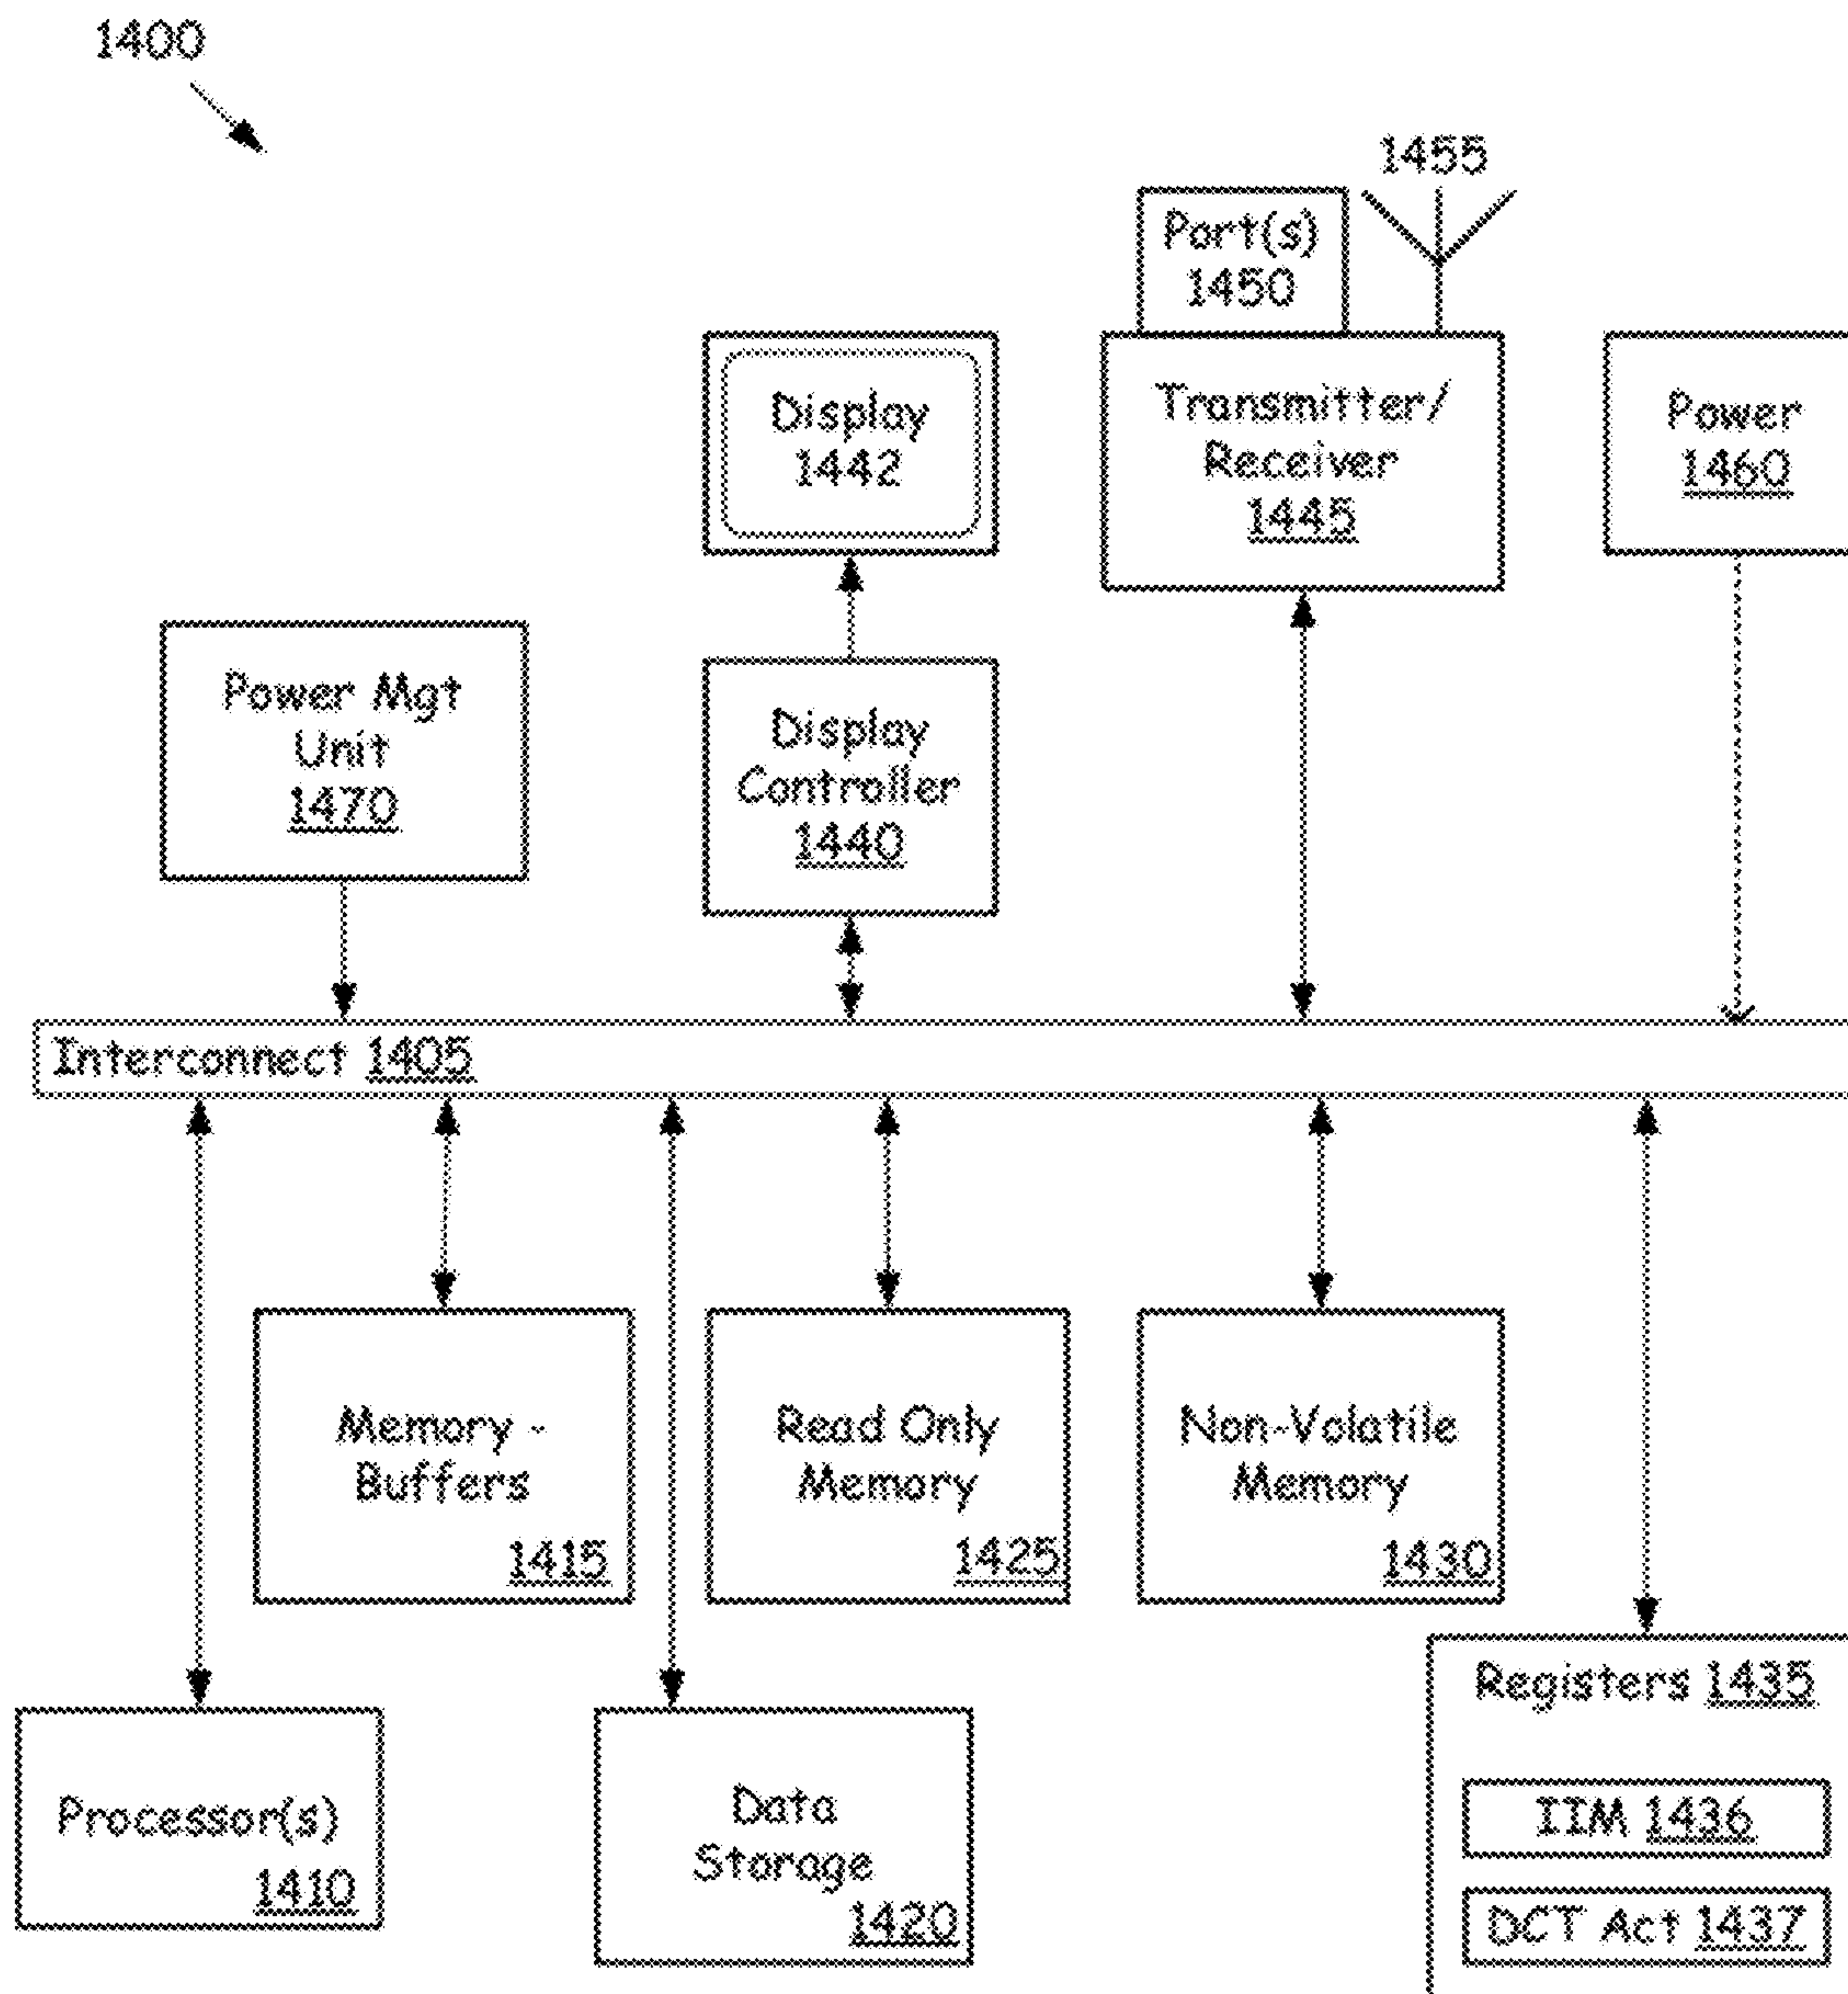 1400
1455
Port(s)
1450
Display
1442
Transmitter/
Receiver
1445
Power
1460
Power Mgt
Unit
1470
Display
Controller
1440
Interconnect 1405
Memory -
Buffers
1415
Read Only
Memory
1425
Non-Volatile
Memory
1430
Processor(s)
1410
Data
Storage
1420
Registers 1435
IIM 1436
DCT Act 1437